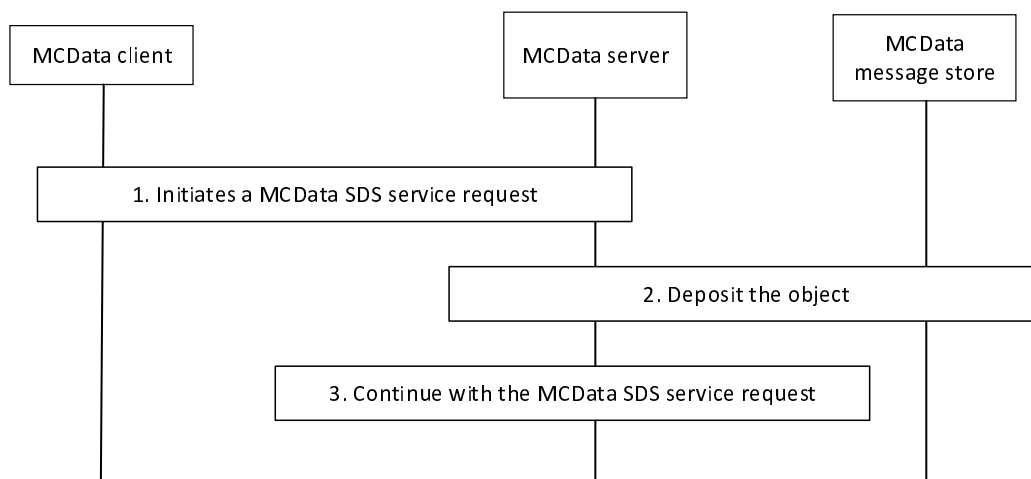 MCData client
MCData server
MCData
message store
1. Initiates a MCData SDS service request
2. Deposit the object
3. Continue with the MCData SDS service request